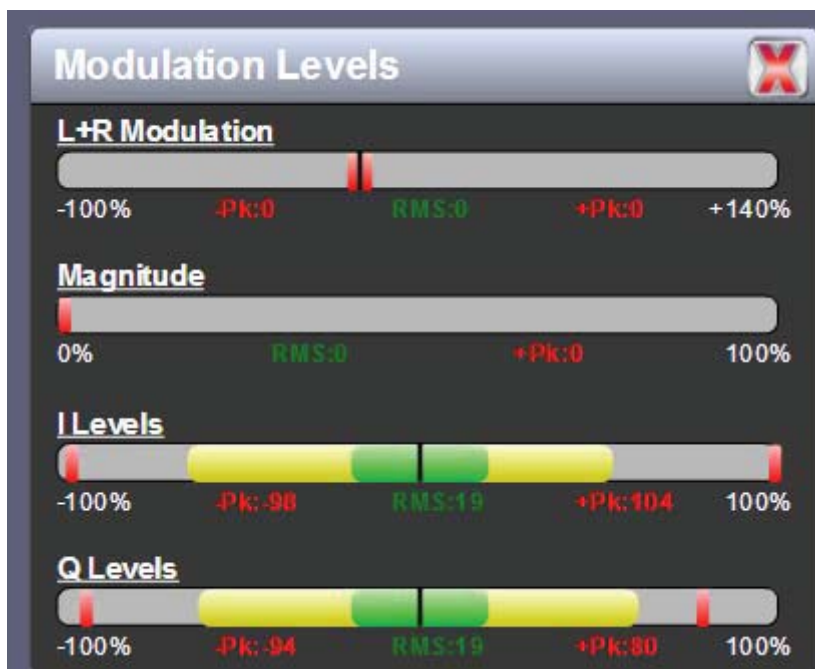 Modulation Levels
X
L+R Modulation
-100% -Pk:0 RMS:0 +Pk:0 +140%
Magnitude
0% RMS:0 +Pk:0 100%
I Levels
-100% -Pk:-98 RMS:19 +Pk:104 100%
Q Levels
-100% -Pk:-94 RMS:19 +Pk:80 100%